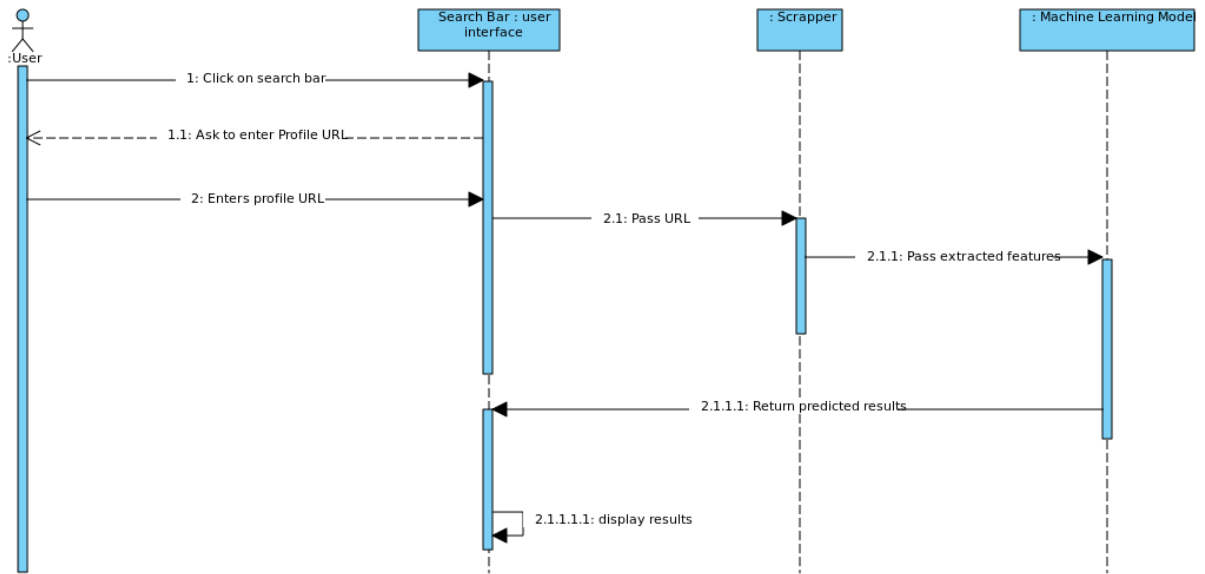 Search Bar : user
interface
: Scrapper
: Machine Learning Model
:User
1: Click on search bar
1.1: Ask to enter Profile URL
2: Enters profile URL
2.1: Pass URL
2.1.1: Pass extracted features
2.1.1.1: Return predicted results
2.1.1.1.1: display results